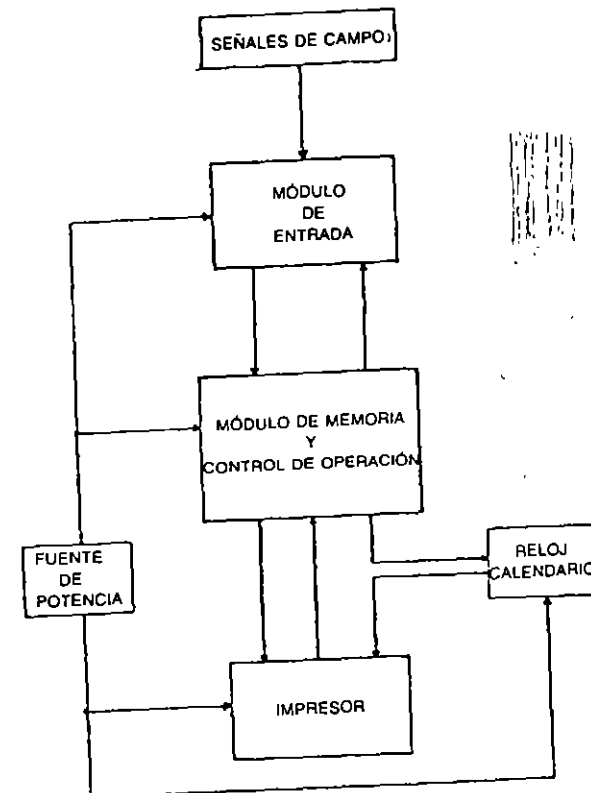 SEÑALES DE CAMPO
MÓDULO
DE
ENTRADA
MÓDULO DE MEMORIA
Y
CONTROL DE OPERACIÓN
FUENTE
DE
POTENCIA
RELOJ
CALENDARIO
IMPRESOR